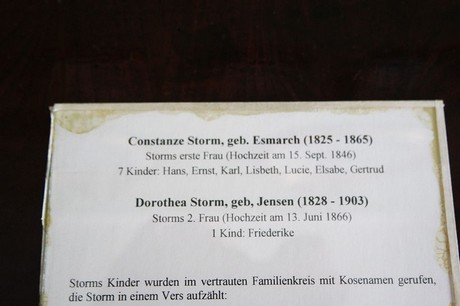 Constanze Storm, geb. Esmarch (1825 - 1865)
Storms erste Frau (Hochzeit am 15. Sept. 1846)
7 Kinder: Hans, Ernst, Karl, Lisbeth, Lucie, Elsabe, Gertrud
Dorothea Storm, geb, Jensen (1828 - 1903)
Storms 2. Frau (Hochzeit am 13. Juni 1866)
1 Kind: Friederike
Storms Kinder wurden im vertrauten Familienkreis mit Kosenamen gerufen,
die Storm in einem Vers aufzählt: